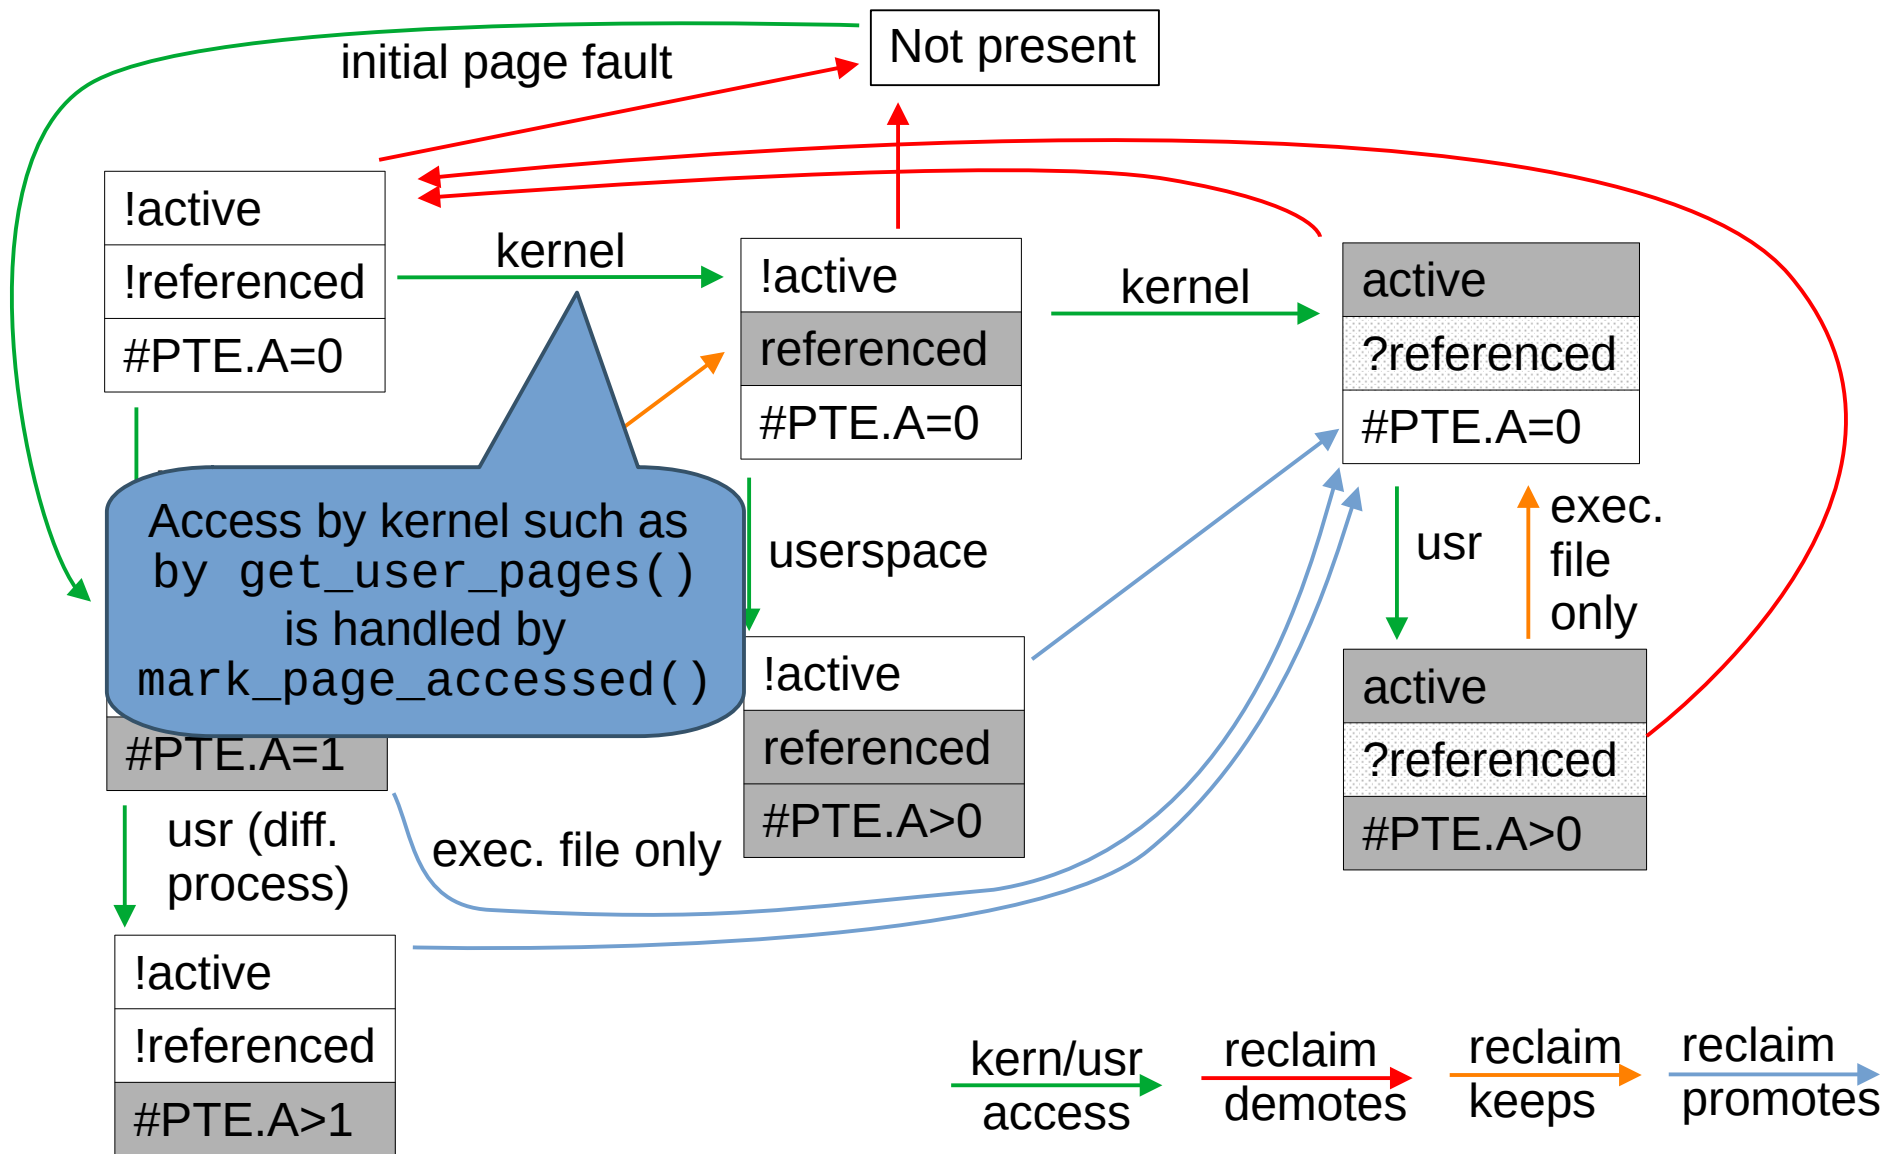 Not present
initial page fault
!active
!referenced
#PTE.A=0
kernel
!active
referenced
#PTE.A=0
kernel
active
?referenced
#PTE.A=0
Access by kernel such as
by get_user_pages()
is handled by
mark_page_accessed()
userspace
usr
exec.
file
only
#PTE.A=1
!active
referenced
#PTE.A>0
active
?referenced
#PTE.A>0
usr (diff.
process)
exec. file only
!active
!referenced
#PTE.A>1
kern/usr
access
reclaim
demotes
reclaim
keeps
reclaim
promotes